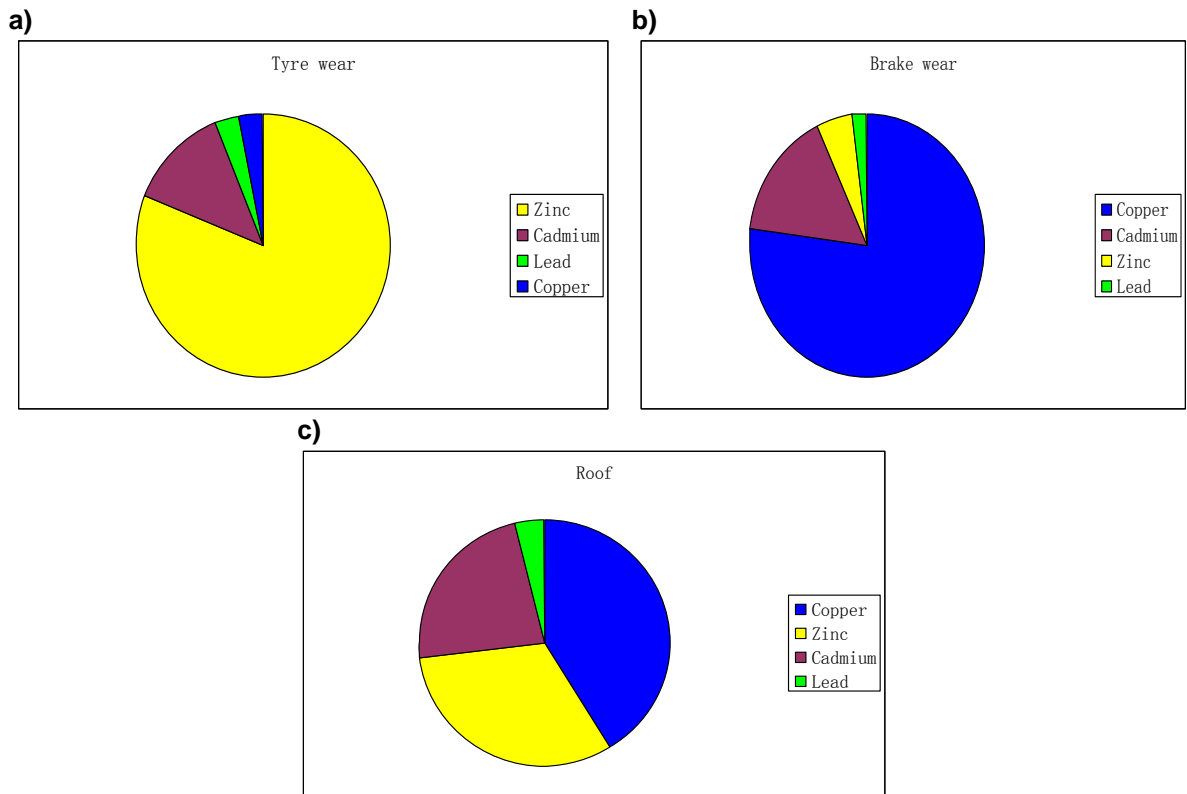 a)
Tyre wear
Zinc
Cadmium
Lead
Copper
b)
Brake wear
Copper
Cadmium
Zinc
Lead
c)
Roof
Copper
Zinc
Cadmium
Lead